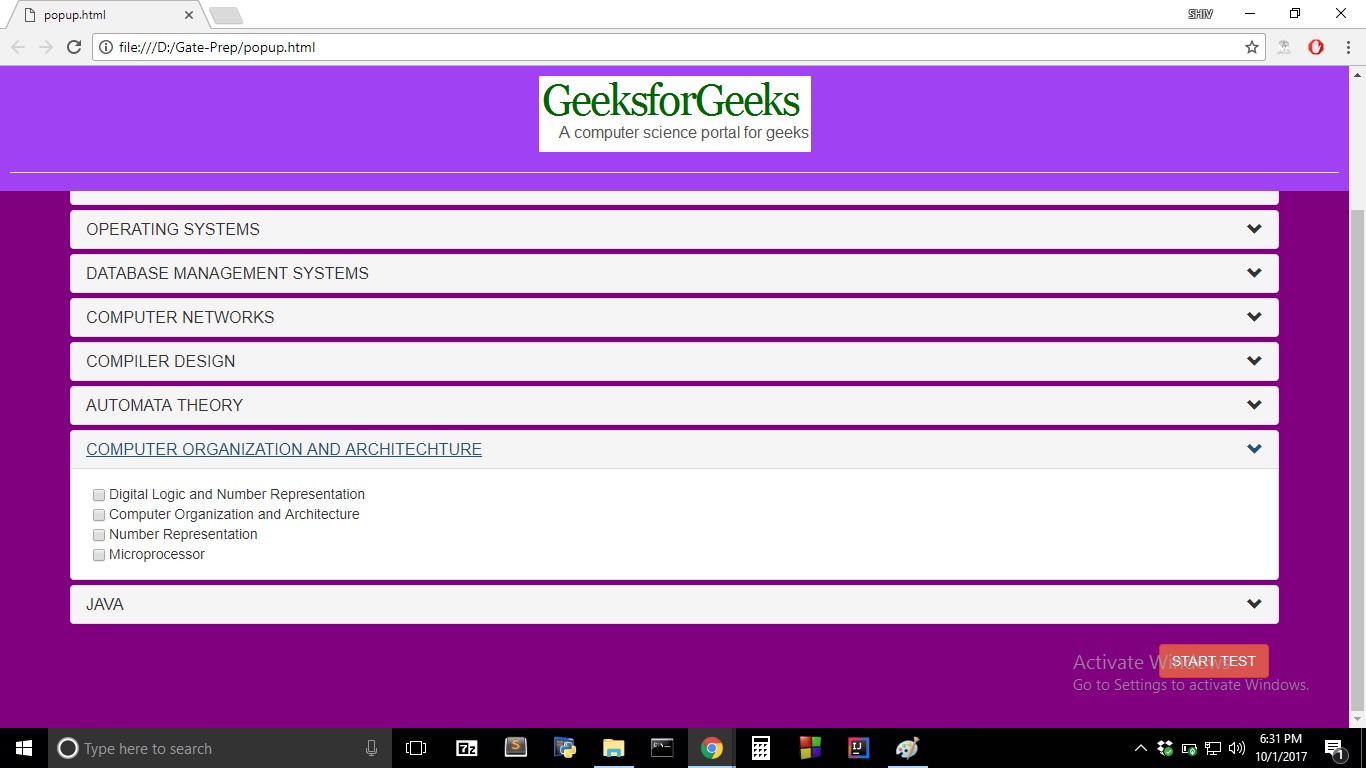 popup.html
SHIV
file:///D:/Gate-Prep/popup.html
GeeksforGeeks
A computer science portal for geeks
OPERATING SYSTEMS
DATABASE MANAGEMENT SYSTEMS
COMPUTER NETWORKS
COMPILER DESIGN
AUTOMATA THEORY
COMPUTER ORGANIZATION AND ARCHITECHTURE
Digital Logic and Number Representation
Computer Organization and Architecture
Number Representation
Microprocessor
JAVA
START TEST
Activate Windows
Go to Settings to activate Windows.
Type here to search
7z
S
IJ
6:31 PM
10/1/2017
1